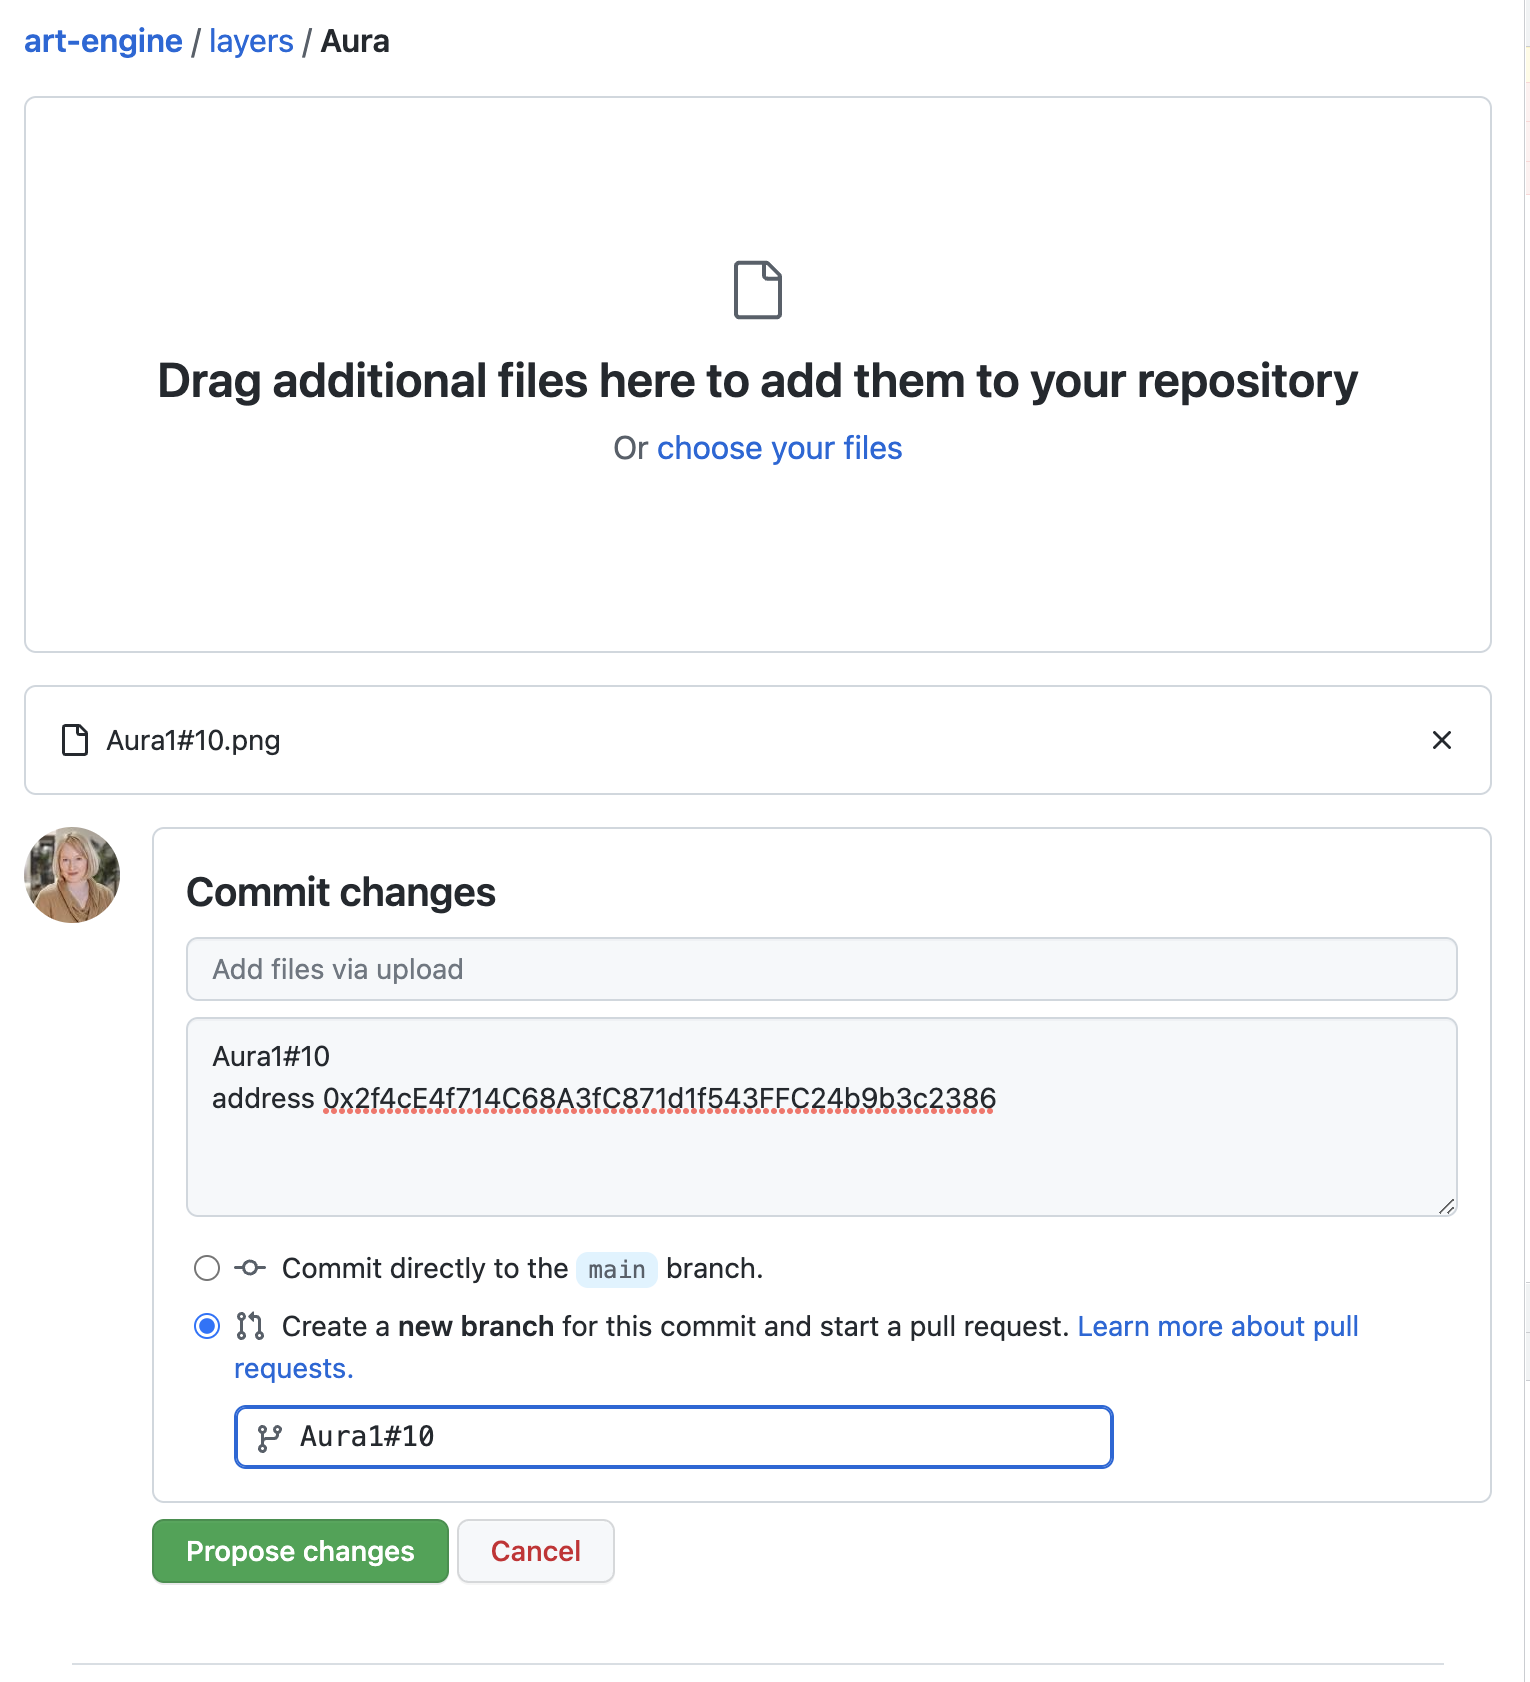 art-engine / layers / Aura
Drag additional files here to add them to your repository
Or choose your files
Aura1#10.png
Commit changes
Add files via upload
Aura1#10
address 0x2f4cE4f714C68A3fC871d1f543FFC24b9b3c2386
Commit directly to the main branch.
Create a new branch for this commit and start a pull request. Learn more about pull
requests.
Aura1#10
Propose changes
Cancel